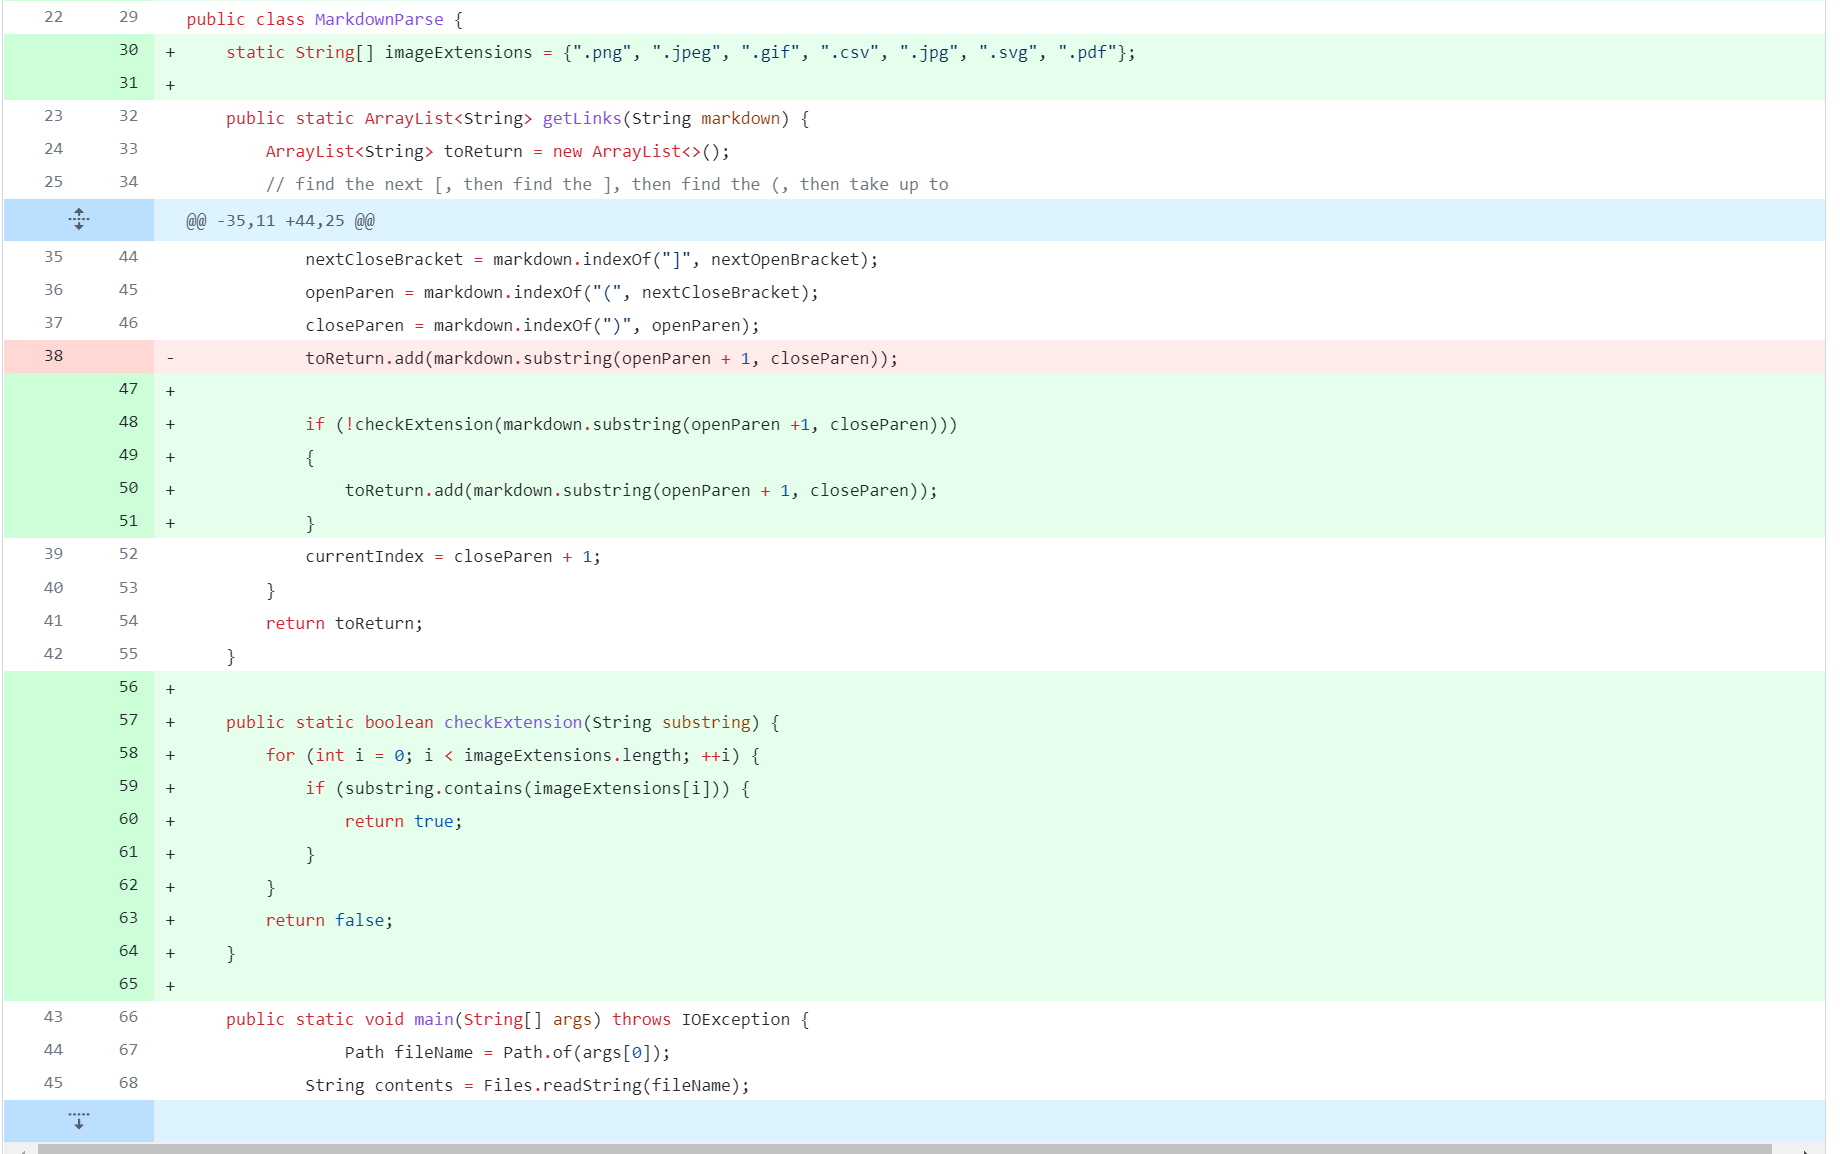 22 29 public class MarkdownParse {
30 + static String[] imageExtensions = {".png", ".jpeg", ".gif", ".csv", ".jpg", ".svg", ".pdf"};
31 +
23 32 public static ArrayList<String> getLinks(String markdown) {
24 33 ArrayList<String> toReturn = new ArrayList<>();
25 34 // find the next [, then find the ], then find the (, then take up to
@@ -35,11 +44,25 @@
35 44 nextCloseBracket = markdown.indexOf("]", nextOpenBracket);
36 45 openParen = markdown.indexOf("(", nextCloseBracket);
37 46 closeParen = markdown.indexOf(")", openParen);
38 - toReturn.add(markdown.substring(openParen + 1, closeParen));
47 +
48 + if (!checkExtension(markdown.substring(openParen +1, closeParen)))
49 + {
50 + toReturn.add(markdown.substring(openParen + 1, closeParen));
51 + }
39 52 currentIndex = closeParen + 1;
40 53 }
41 54 return toReturn;
42 55 }
56 +
57 + public static boolean checkExtension(String substring) {
58 + for (int i = 0; i < imageExtensions.length; ++i) {
59 + if (substring.contains(imageExtensions[i])) {
60 + return true;
61 + }
62 + }
63 + return false;
64 + }
65 +
43 66 public static void main(String[] args) throws IOException {
44 67 Path fileName = Path.of(args[0]);
45 68 String contents = Files.readString(fileName);